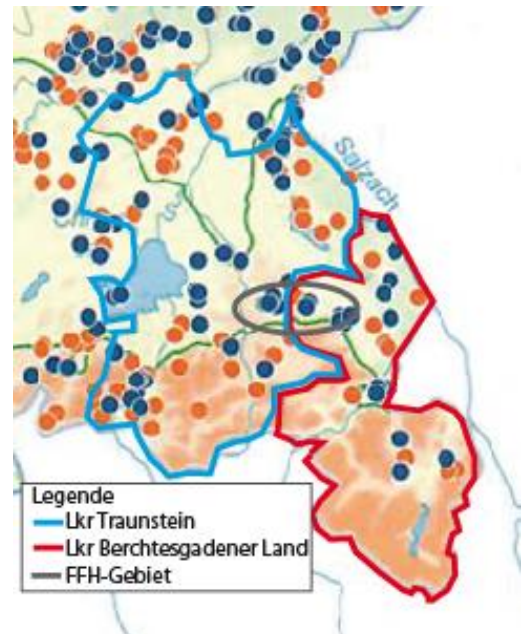 Salzach
Legende
Lkr Traunstein
Lkr Berchtesgadener Land
FFH-Gebiet